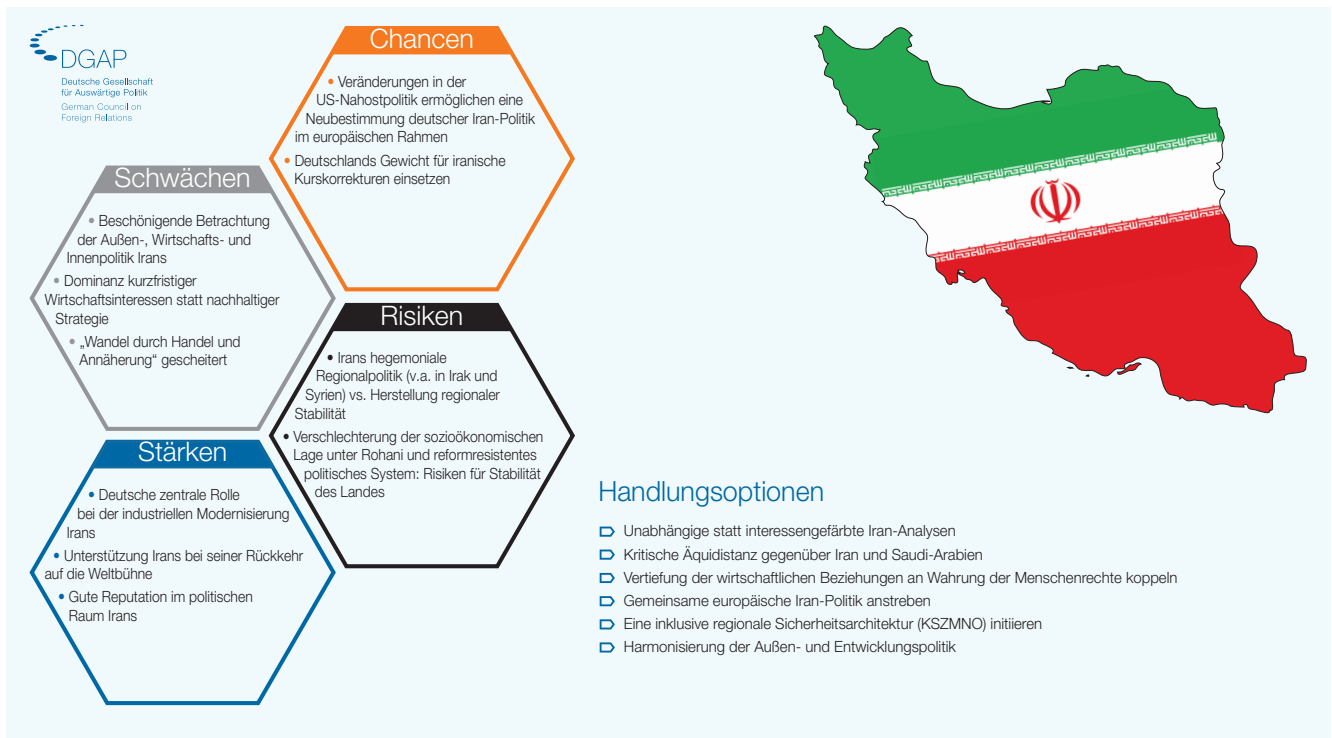 DGAP
Deutsche Gesellschaft
für Auswärtige Politik
German Council on
Foreign Relations
Chancen
• Veränderungen in der
US-Nahostpolitik ermöglichen eine
Neubestimmung deutscher Iran-Politik
im europäischen Rahmen
• Deutschlands Gewicht für iranische
Kurskorrekturen einsetzen
Schwächen
• Beschönigende Betrachtung
der Außen-, Wirtschafts- und
Innenpolitik Irans
• Dominanz kurzfristiger
Wirtschaftsinteressen statt nachhaltiger
Strategie
• „Wandel durch Handel und
Annäherung“ gescheitert
Risiken
• Irans hegemoniale
Regionalpolitik (v.a. in Irak und
Syrien) vs. Herstellung regionaler
Stabilität
• Verschlechterung der sozioökonomischen
Lage unter Rohani und reformresistentes
politisches System: Risiken für Stabilität
des Landes
Stärken
• Deutsche zentrale Rolle
bei der industriellen Modernisierung
Irans
• Unterstützung Irans bei seiner Rückkehr
auf die Weltbühne
• Gute Reputation im politischen
Raum Irans
Handlungsoptionen
Unabhängige statt interessengefärbte Iran-Analysen
Kritische Äquidistanz gegenüber Iran und Saudi-Arabien
Vertiefung der wirtschaftlichen Beziehungen an Wahrung der Menschenrechte koppeln
Gemeinsame europäische Iran-Politik anstreben
Eine inklusive regionale Sicherheitsarchitektur (KSZMNO) initiieren
Harmonisierung der Außen- und Entwicklungspolitik